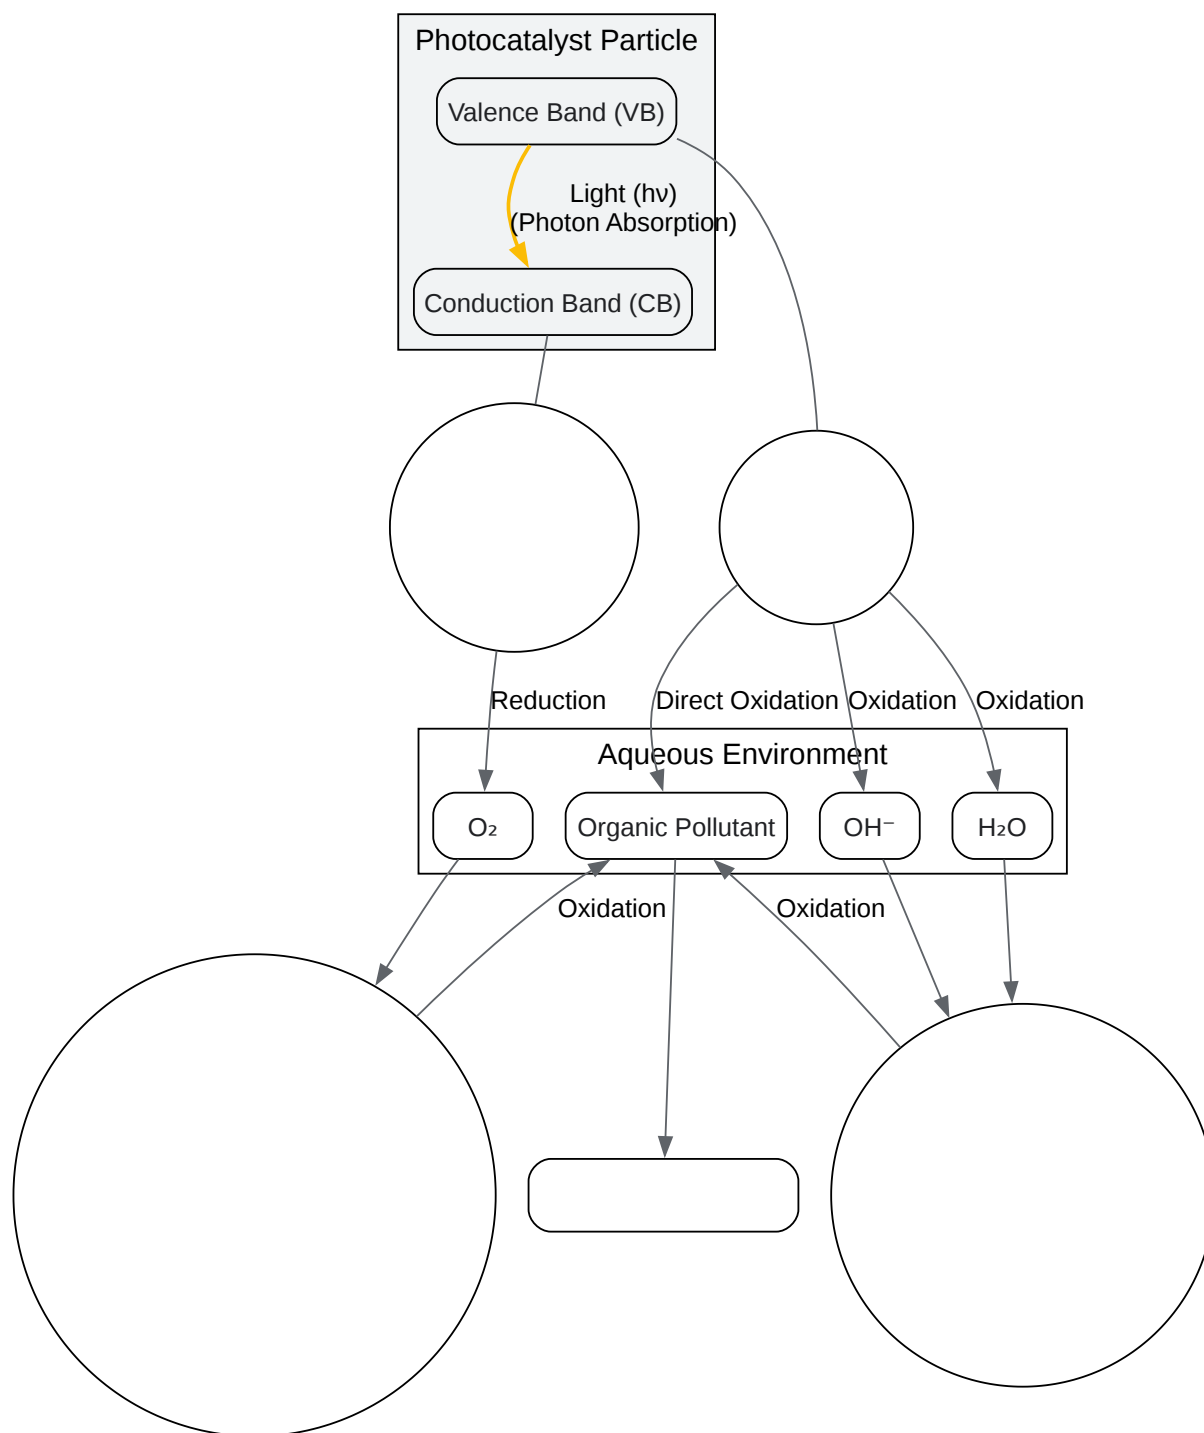 Photocatalyst Particle
Valence Band (VB)
Light (hν)
(Photon Absorption)
Conduction Band (CB)
Reduction
Direct Oxidation
Oxidation
Oxidation
Aqueous Environment
O₂
Organic Pollutant
OH⁻
H₂O
Oxidation
Oxidation